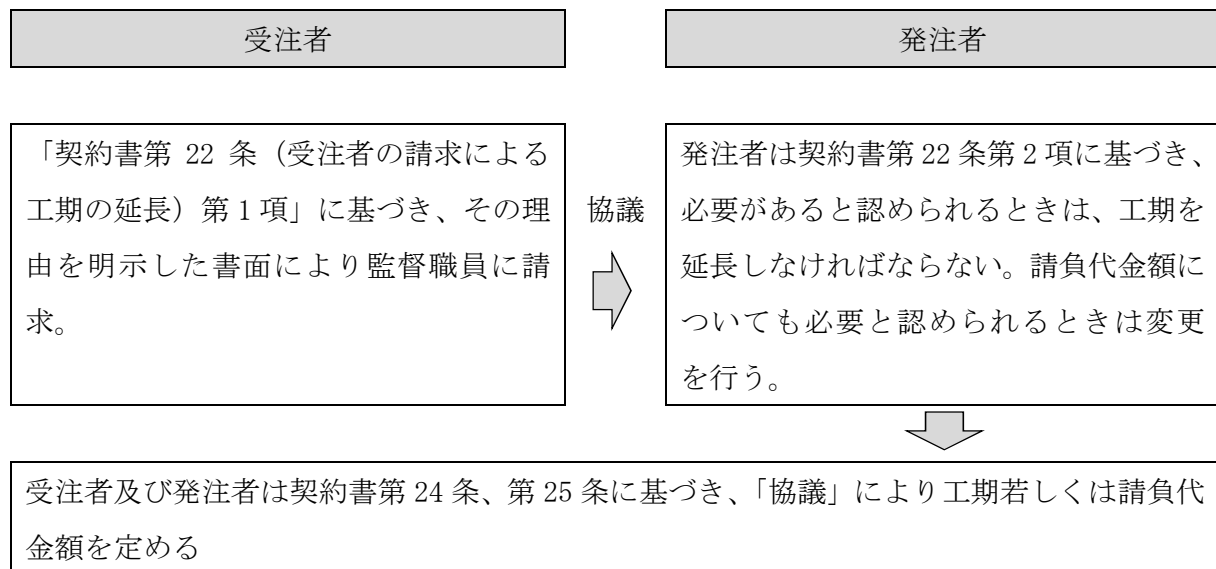 受注者
発注者
「契約書第 22 条（受注者の請求による
工期の延長）第１項」に基づき、その理
由を明示した書面により監督職員に請
求。
協議
発注者は契約書第 22 条第２項に基づき、
必要があると認められるときは、工期を
延長しなければならない。請負代金額に
ついても必要と認められるときは変更
を行う。
受注者及び発注者は契約書第 24 条、第 25 条に基づき、「協議」により工期若しくは請負代
金額を定める